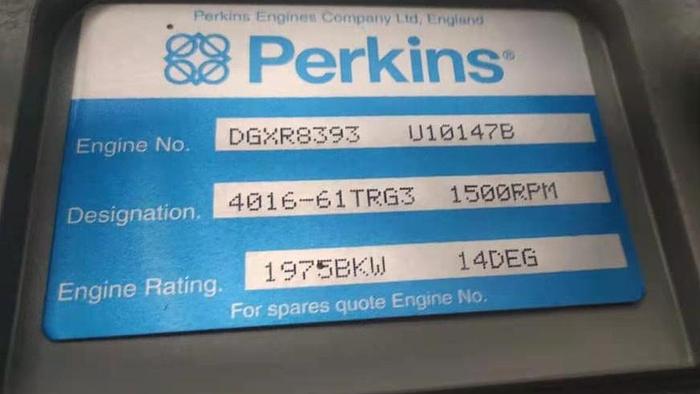 Perkins Engines Company Ltd, England
Perkins®
Engine No. DGXR8393 U10147B
Designation. 4016-61TRG3 1500RPM
Engine Rating. 1975BKW 14DEG
For spares quote Engine No.